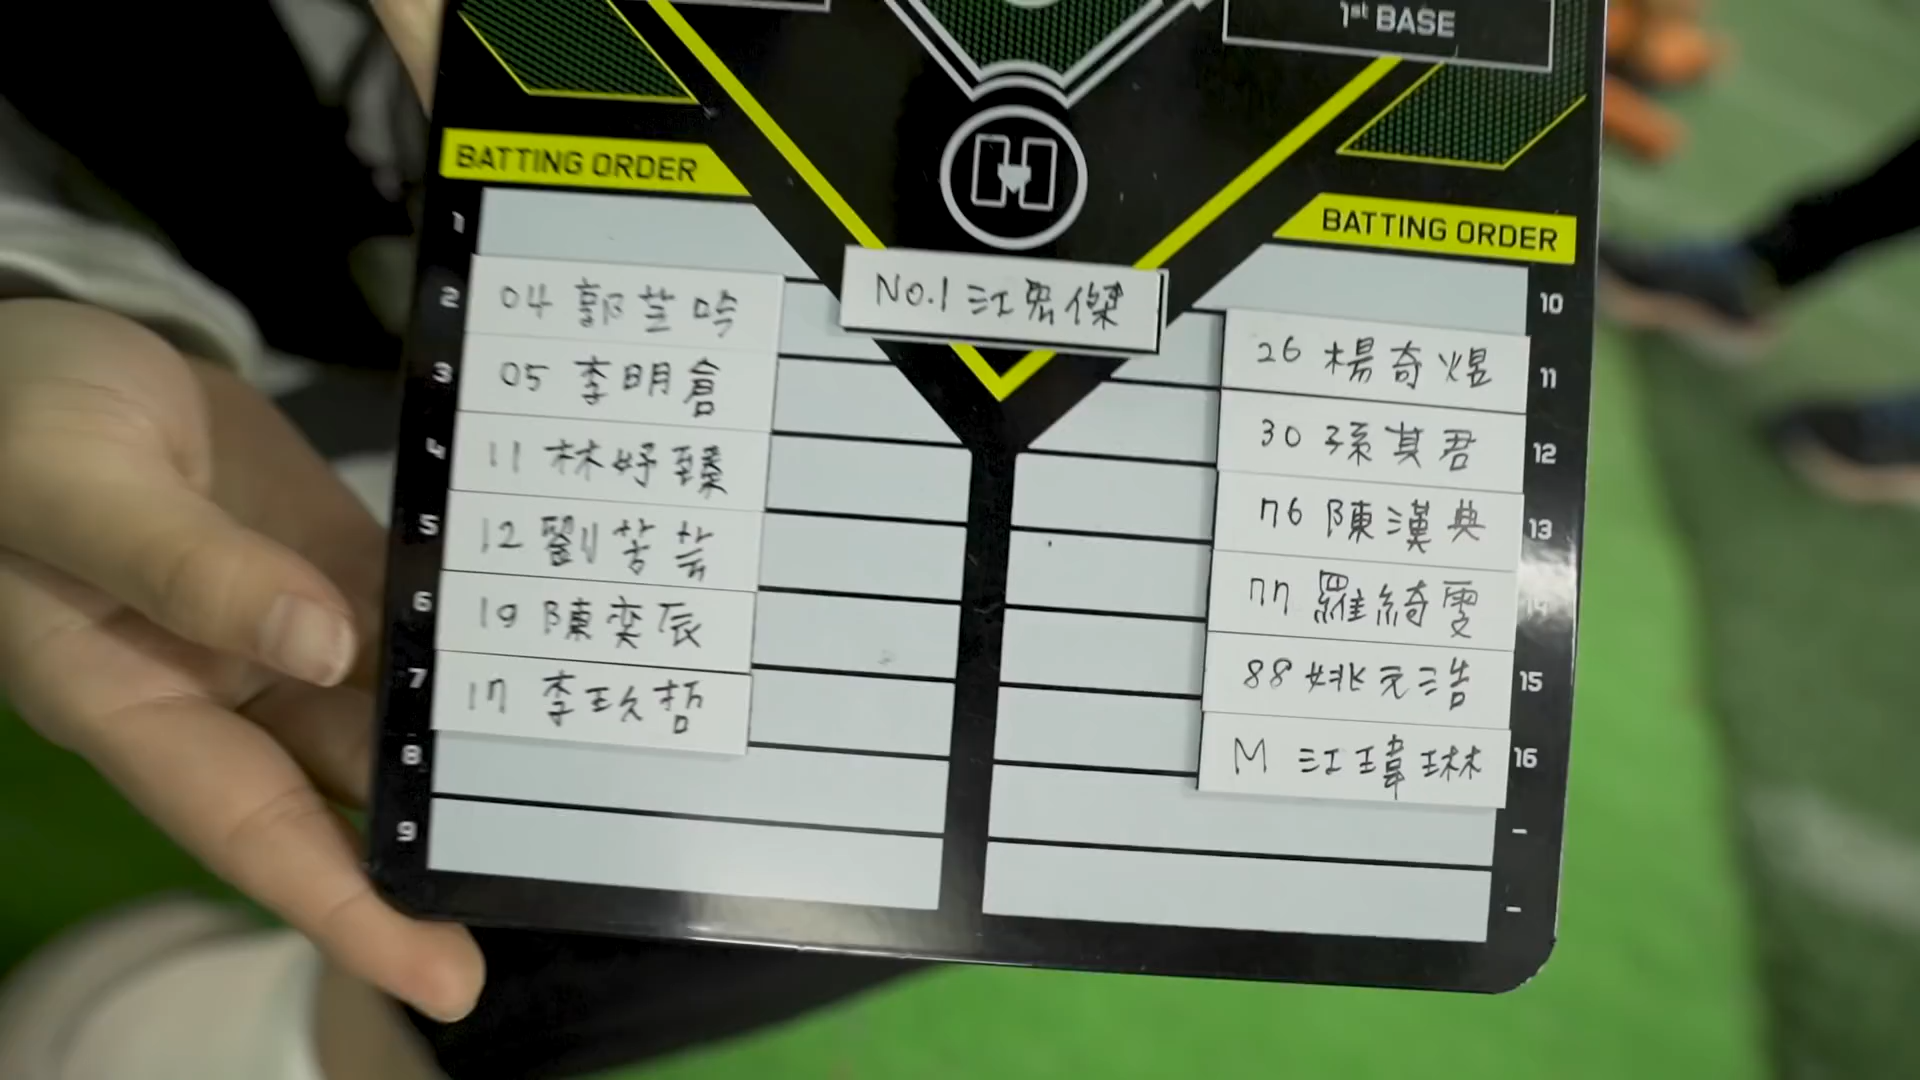 1st BASE
BATTING ORDER
1
2 04 郭芝吟
3 05 李明倉
4 11 林妤臻
5 12 劉苦芸
6 19 陳奕辰
7 17 李玖哲
8
9
H
No.1 江宏傑
BATTING ORDER
10
11 26 楊奇煜
12 30 孫其君
13 76 陳漢典
14 77 羅綺雯
15 88 姚元浩
16 M 江瑋琳
-
-